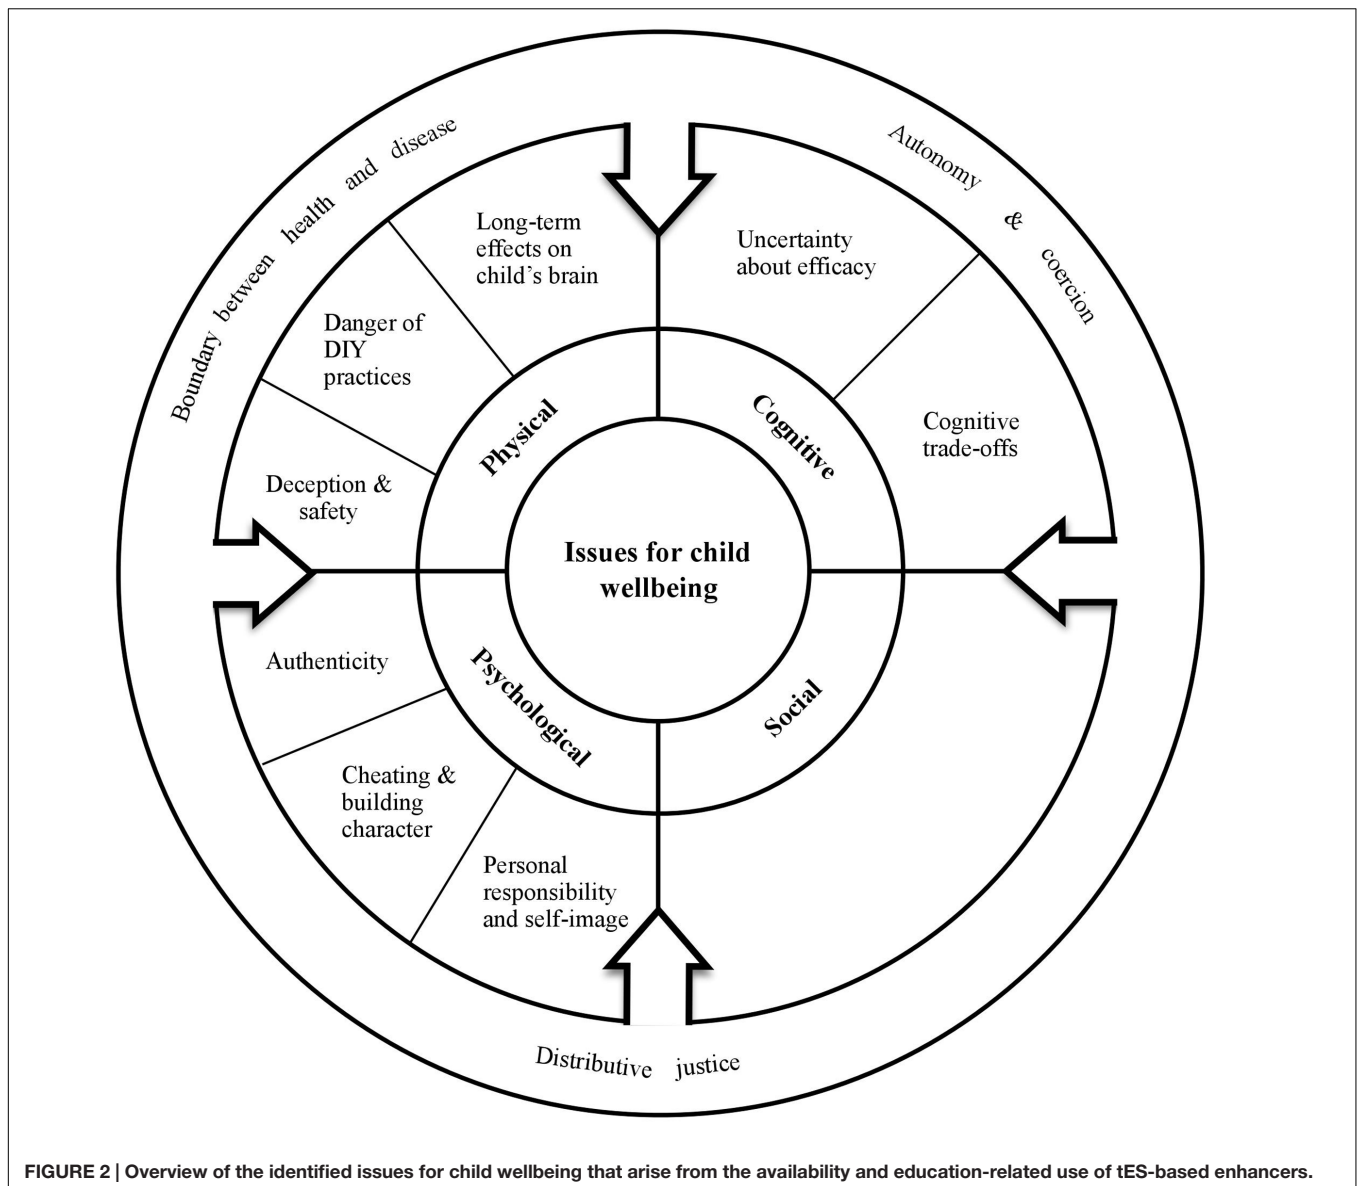 Boundary between health and disease
Autonomy & coercion
Long-term
effects on
child's brain
Uncertainty
about efficacy
Danger of
DIY
practices
Cognitive
trade-offs
Deception &
safety
Physical
Cognitive
Issues for child
wellbeing
Psychological
Social
Authenticity
Cheating &
building
character
Personal
responsibility
and self-image
Distributive justice
FIGURE 2 | Overview of the identified issues for child wellbeing that arise from the availability and education-related use of tES-based enhancers.